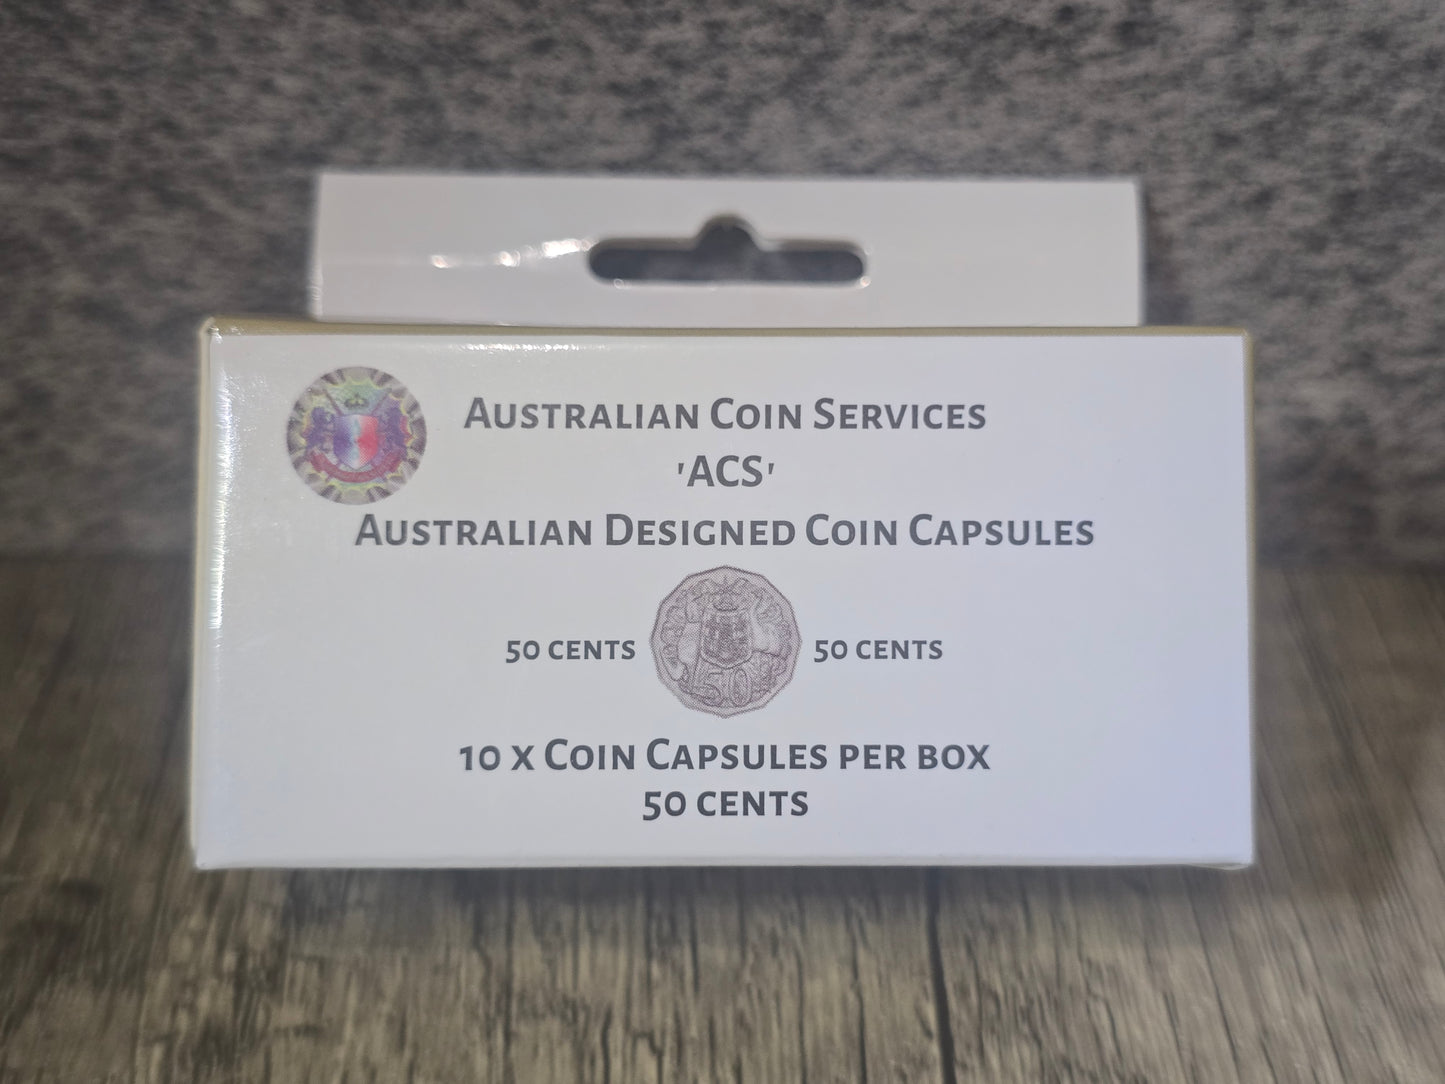 Australian Coin Services
'ACS'
Australian Designed Coin Capsules
50 cents 50 50 cents
10 x Coin Capsules per box
50 cents